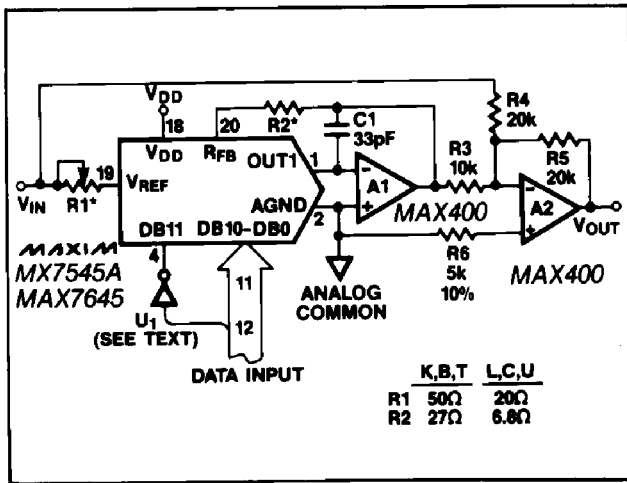 VDD
18
VDD
20
RFB
R2*
C1
33pF
R4
20k
R3
10k
R5
20k
19
VREF
OUT1
1
VIN
R1*
A1
MAX400
AGND
2
A2
VOUT
DB11
DB10-DB0
4
MAXIM
MX7545A
MAX7645
R6
5k
10%
MAX400
11
ANALOG
COMMON
U1
(SEE TEXT)
12
DATA INPUT
K,B,T L,C,U
R1 50Ω 20Ω
R2 27Ω 6.8Ω